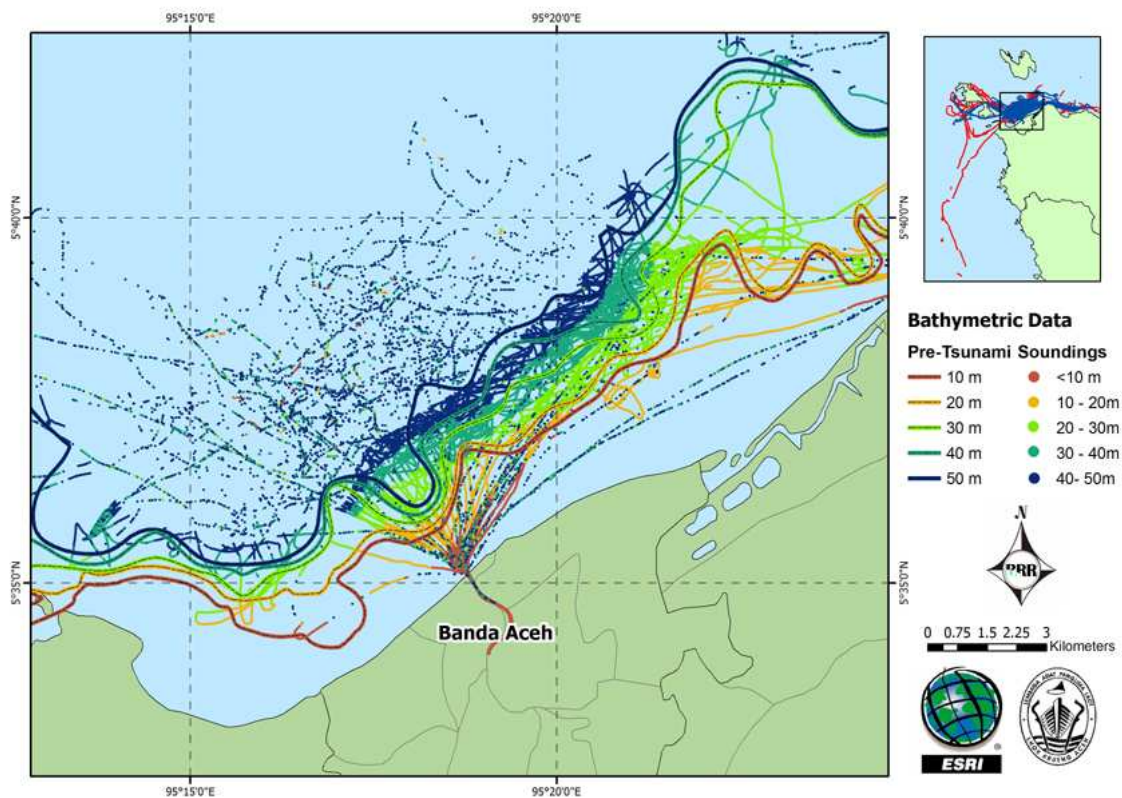 95°15'0"E
95°20'0"E
5°40'0"N
5°40'0"N
5°35'0"N
5°35'0"N
Banda Aceh
95°15'0"E
95°20'0"E
Bathymetric Data
Pre-Tsunami Soundings
10 m <10 m
20 m 10 - 20m
30 m 20 - 30m
40 m 30 - 40m
50 m 40- 50m
N
0 0.75 1.5 2.25 3
Kilometers
ESRI